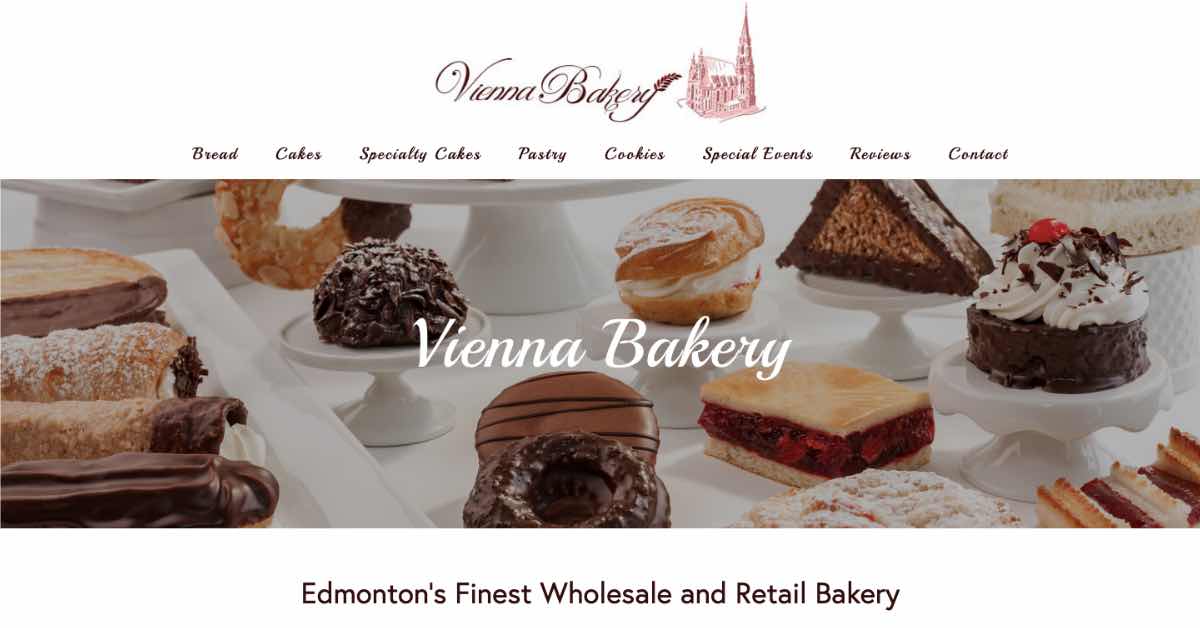 Vienna Bakery
Bread Cakes Specialty Cakes Pastry Cookies Special Events Reviews Contact
Vienna Bakery
Edmonton's Finest Wholesale and Retail Bakery